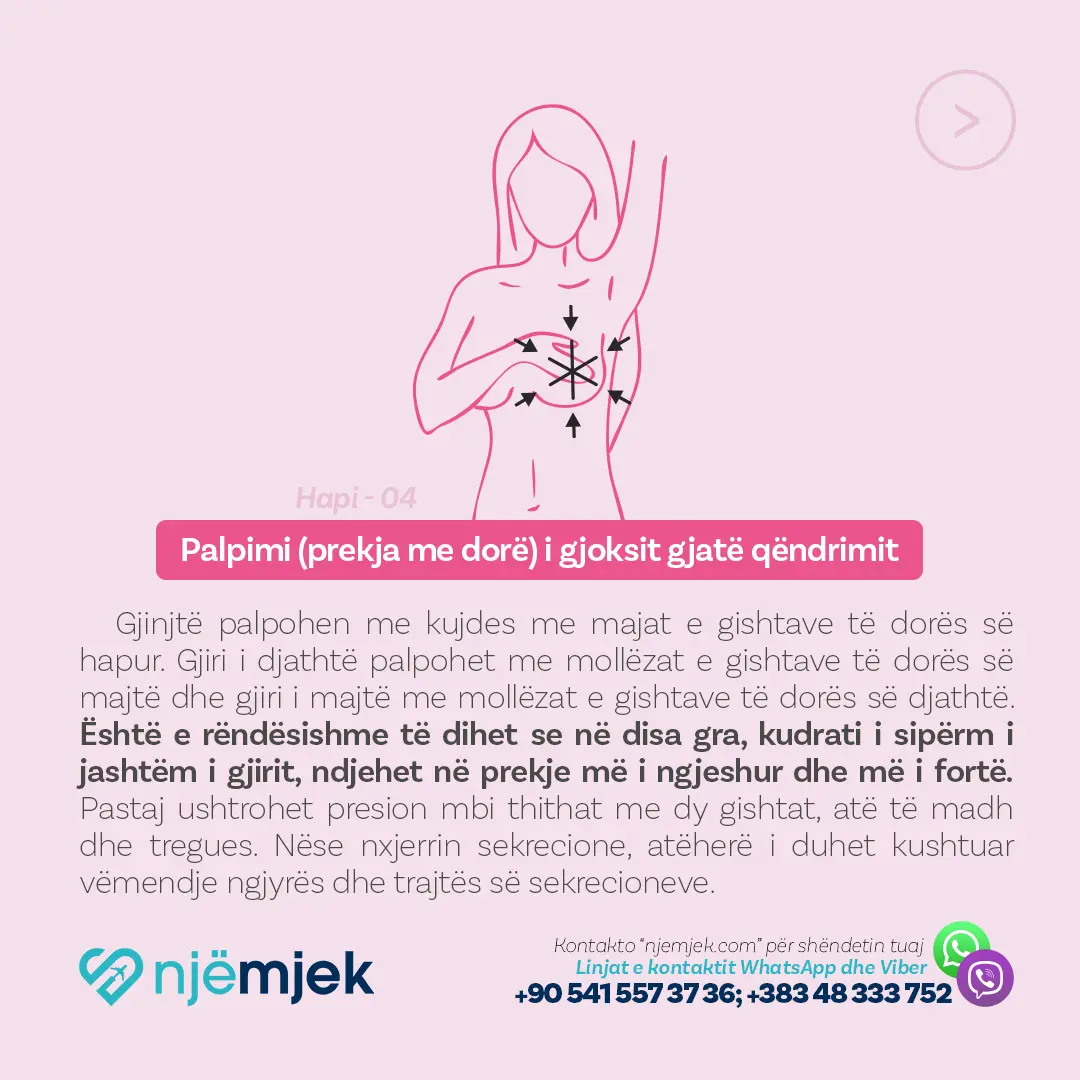 >
Hapi - 04
Palpimi (prekja me dorë) i gjoksit gjatë qëndrimit
Gjinjtë palpohen me kujdes me majat e gishtave të dorës së
hapur. Gjiri i djathtë palpohet me mollëzat e gishtave të dorës së
majtë dhe gjiri i majtë me mollëzat e gishtave të dorës së djathtë.
Është e rëndësishme të dihet se në disa gra, kudrati i sipërm i
jashtëm i gjirit, ndjehet në prekje më i ngjeshur dhe më i fortë.
Pastaj ushtrohet presion mbi thithat me dy gishtat, atë të madh
dhe tregues. Nëse nxjerrin sekrecione, atëherë i duhet kushtuar
vëmendje ngjyrës dhe trajtës së sekrecioneve.
njëmjek
Kontakto "njemjek.com" për shëndetin tuaj
Linjat e kontaktit WhatsApp dhe Viber
+90 541 557 37 36; +383 48 333 752